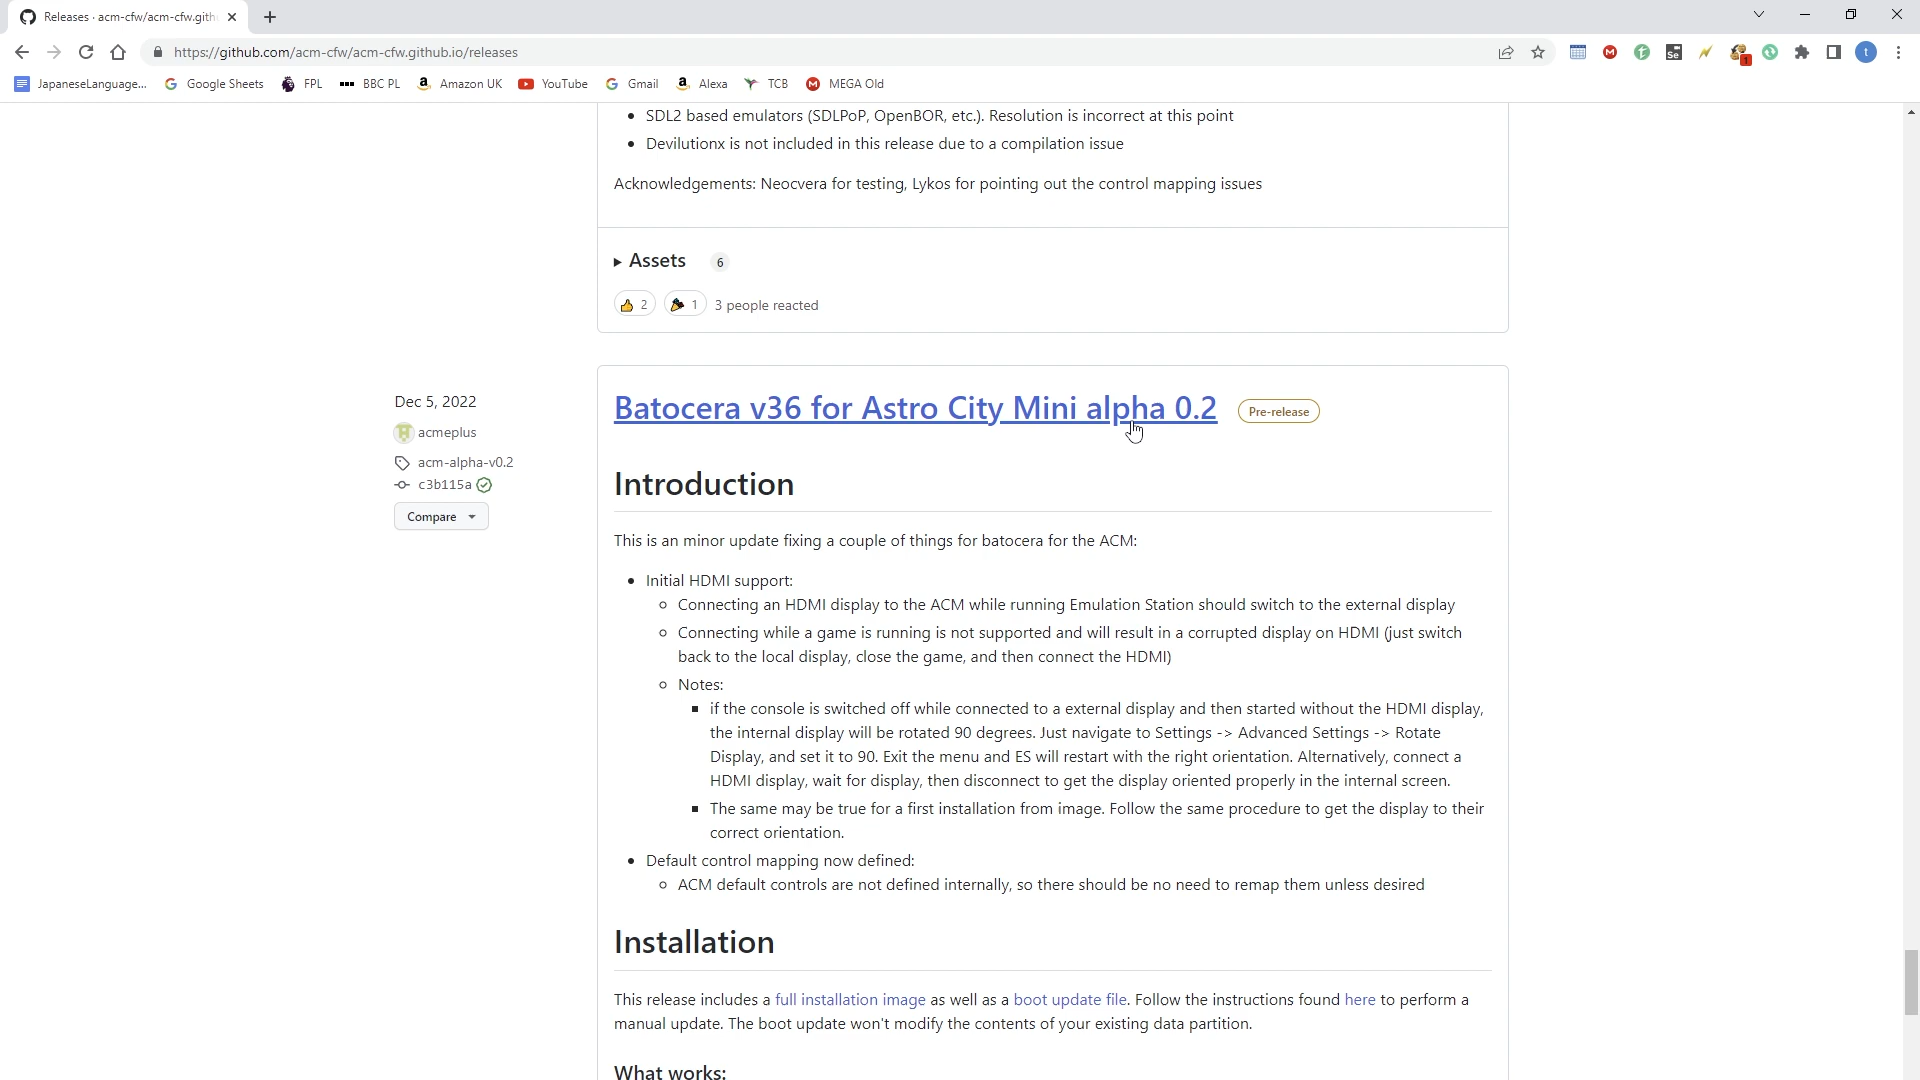 Releases · acm-cfw/acm-cfw.gith
https://github.com/acm-cfw/acm-cfw.github.io/releases
Se
1
t
JapaneseLanguage...
Google Sheets
FPL
BBC PL
Amazon UK
YouTube
Gmail
Alexa
TCB
MEGA Old
SDL2 based emulators (SDLPoP, OpenBOR, etc.). Resolution is incorrect at this point
Devilutionx is not included in this release due to a compilation issue
Acknowledgements: Neocvera for testing, Lykos for pointing out the control mapping issues
Assets 6
2 1 3 people reacted
Dec 5, 2022
acmeplus
acm-alpha-v0.2
c3b115a
Compare
Batocera v36 for Astro City Mini alpha 0.2 Pre-release
Introduction
This is an minor update fixing a couple of things for batocera for the ACM:
Initial HDMI support:
Connecting an HDMI display to the ACM while running Emulation Station should switch to the external display
Connecting while a game is running is not supported and will result in a corrupted display on HDMI (just switch
back to the local display, close the game, and then connect the HDMI)
Notes:
if the console is switched off while connected to a external display and then started without the HDMI display,
the internal display will be rotated 90 degrees. Just navigate to Settings -> Advanced Settings -> Rotate
Display, and set it to 90. Exit the menu and ES will restart with the right orientation. Alternatively, connect a
HDMI display, wait for display, then disconnect to get the display oriented properly in the internal screen.
The same may be true for a first installation from image. Follow the same procedure to get the display to their
correct orientation.
Default control mapping now defined:
ACM default controls are not defined internally, so there should be no need to remap them unless desired
Installation
This release includes a full installation image as well as a boot update file. Follow the instructions found here to perform a
manual update. The boot update won't modify the contents of your existing data partition.
What works: